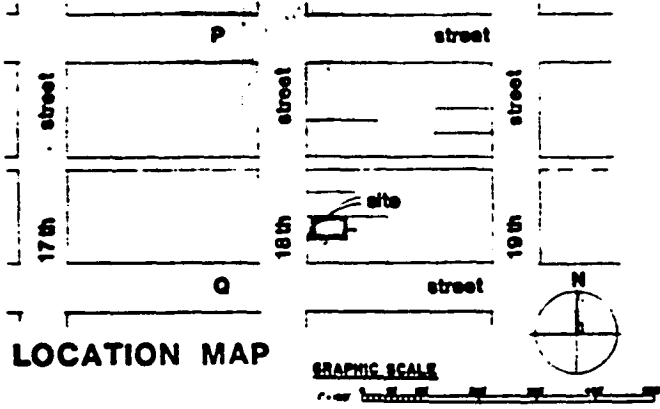 P street
17th street
18th street
19th street
site
Q street
N
LOCATION MAP
GRAPHIC SCALE